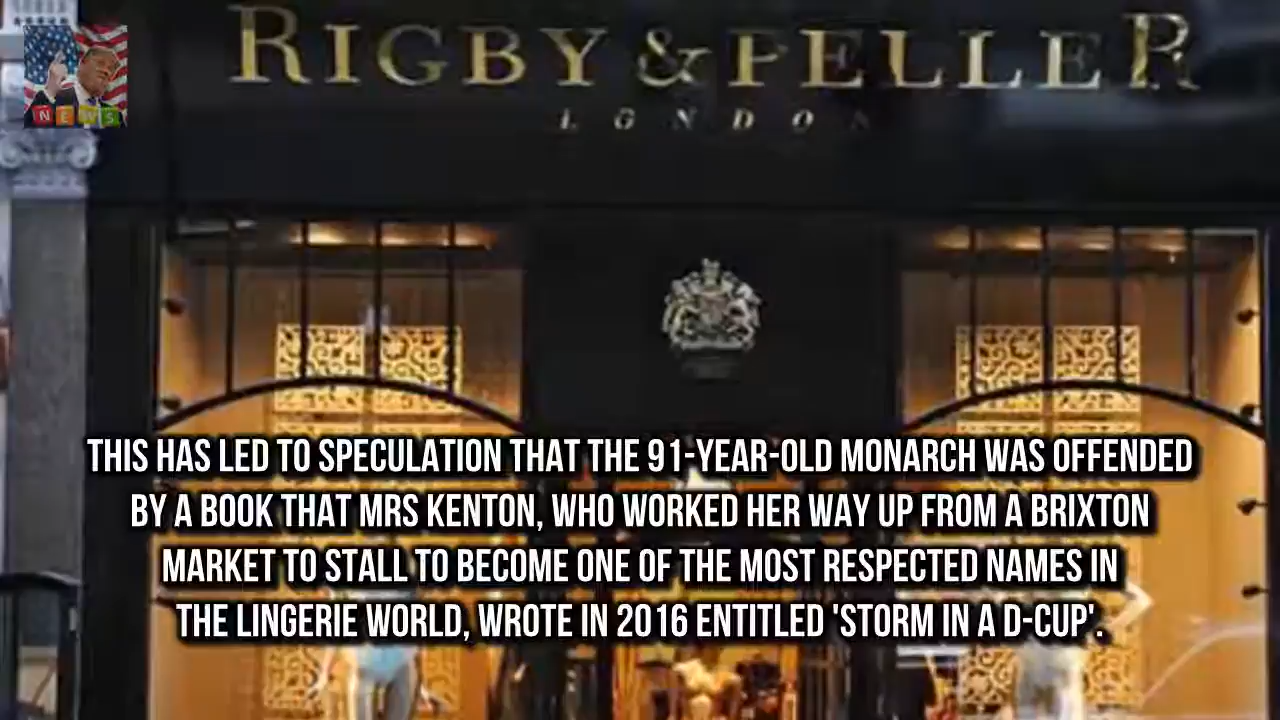 RIGBY & PELLER
LONDON
NEWS
THIS HAS LED TO SPECULATION THAT THE 91-YEAR-OLD MONARCH WAS OFFENDED
BY A BOOK THAT MRS KENTON, WHO WORKED HER WAY UP FROM A BRIXTON
MARKET TO STALL TO BECOME ONE OF THE MOST RESPECTED NAMES IN
THE LINGERIE WORLD, WROTE IN 2016 ENTITLED 'STORM IN A D-CUP'.